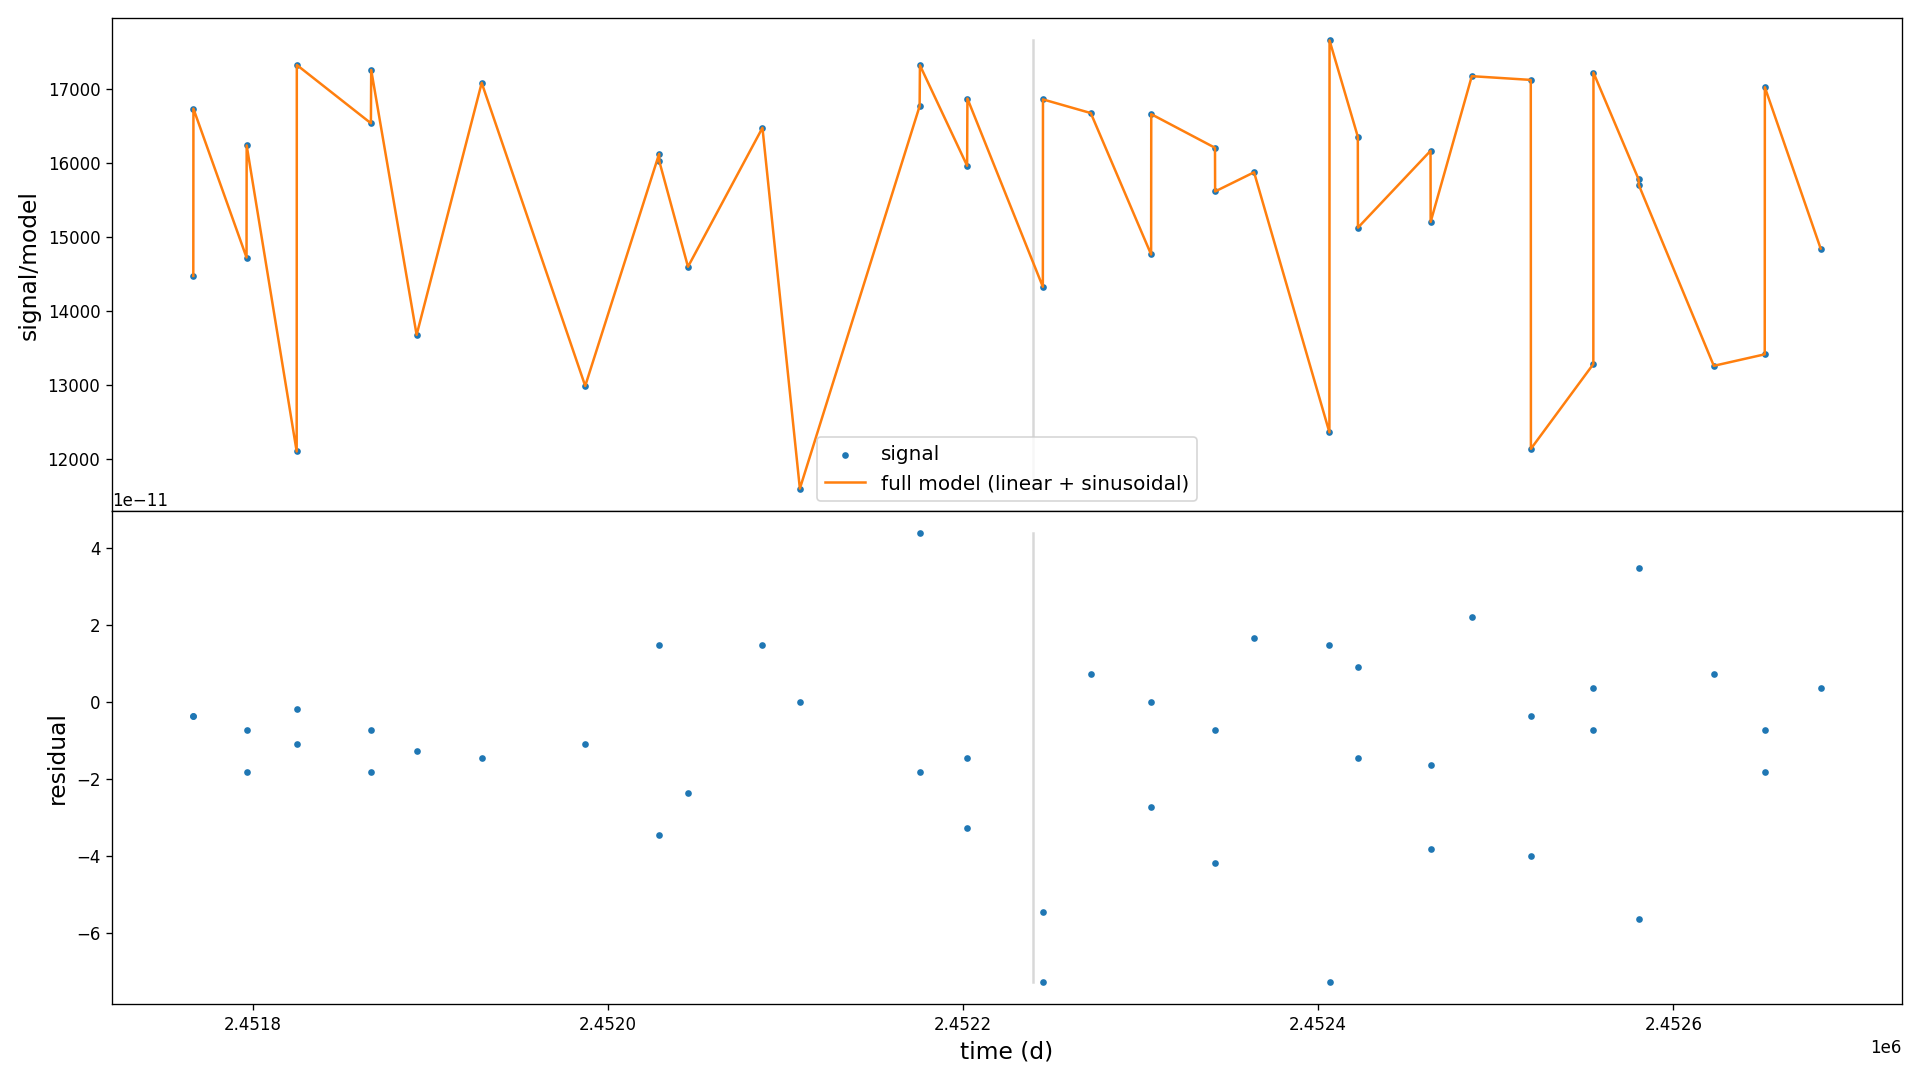 17000
16000
15000
14000
13000
12000
signal/model
signal
full model (linear + sinusoidal)
1e−11
4
2
0
−2
−4
−6
residual
2.4518
2.4520
2.4522
2.4524
2.4526
time (d)
1e6